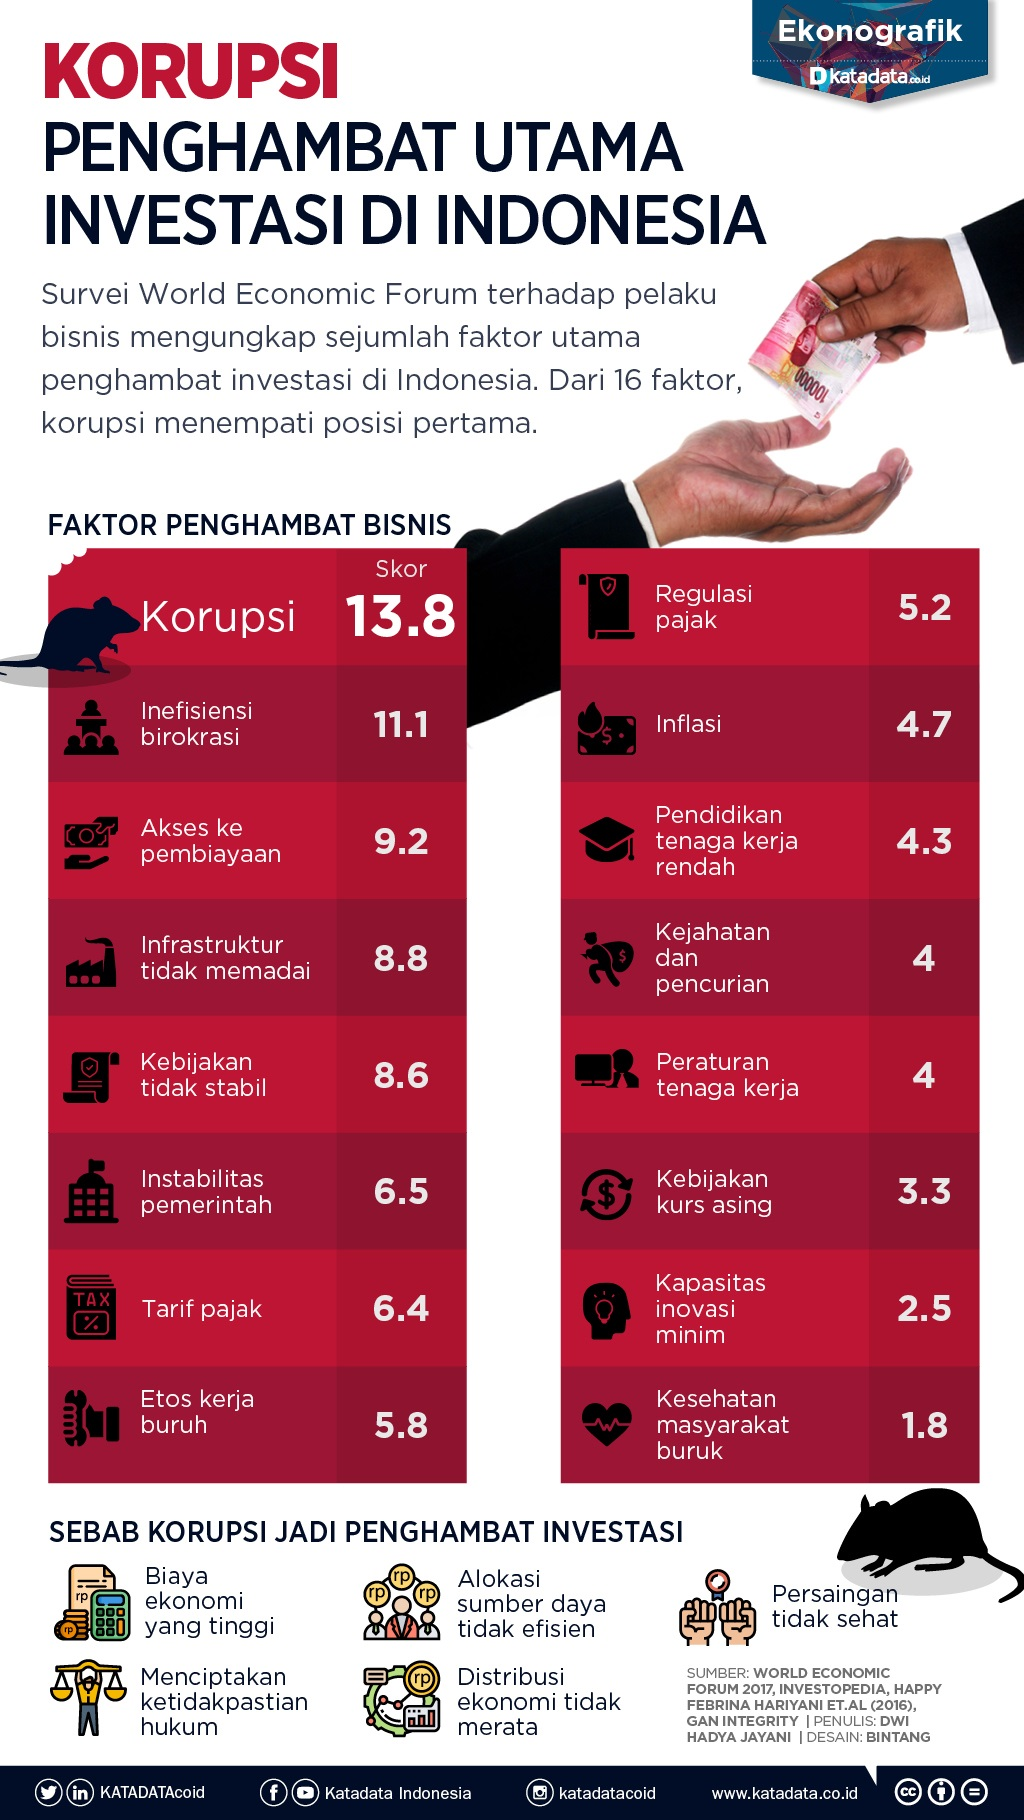 Ekonografik
katadata.co.id
KORUPSI
PENGHAMBAT UTAMA
INVESTASI DI INDONESIA
Survei World Economic Forum terhadap pelaku
bisnis mengungkap sejumlah faktor utama
penghambat investasi di Indonesia. Dari 16 faktor,
korupsi menempati posisi pertama.
100000
FAKTOR PENGHAMBAT BISNIS
Skor
Korupsi 13.8
Inefisiensi
birokrasi
11.1
Akses ke
pembiayaan
9.2
Infrastruktur
tidak memadai
8.8
Kebijakan
tidak stabil
8.6
Instabilitas
pemerintah
6.5
TAX
%
Tarif pajak 6.4
Etos kerja
buruh
5.8
Regulasi
pajak
5.2
$
Inflasi 4.7
Pendidikan
tenaga kerja
rendah
4.3
$
Kejahatan
dan
pencurian
4
Peraturan
tenaga kerja
4
$
Kebijakan
kurs asing
3.3
Kapasitas
inovasi
minim
2.5
Kesehatan
masyarakat
buruk
1.8
SEBAB KORUPSI JADI PENGHAMBAT INVESTASI
rp
rp
Biaya
ekonomi
yang tinggi
rp rp rp
Alokasi
sumber daya
tidak efisien
Persaingan
tidak sehat
Menciptakan
ketidakpastian
hukum
rp
Distribusi
ekonomi tidak
merata
SUMBER: WORLD ECONOMIC
FORUM 2017, INVESTOPEDIA, HAPPY
FEBRINA HARIYANI ET.AL (2016),
GAN INTEGRITY | PENULIS: DWI
HADYA JAYANI | DESAIN: BINTANG
KATADATAcoid Katadata Indonesia katadatacoid www.katadata.co.id